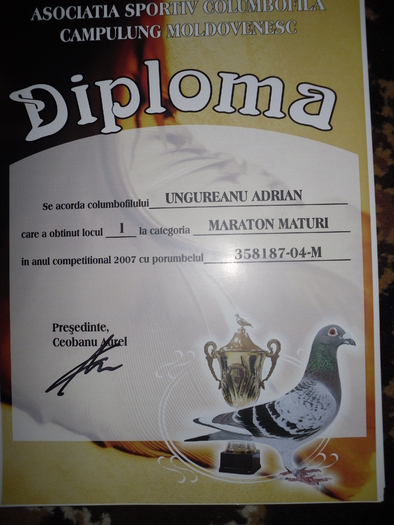 ASOCIATIA SPORTIV COLUMBOFILA
CAMPULUNG MOLDOVENESC
Diploma
Se acorda columbofilului UNGUREANU ADRIAN
care a obtinut locul I la categoria MARATON MATURI
in anul competitional 2007 cu porumbelul 358187-04-M
Președinte,
Ceobanu Aurel